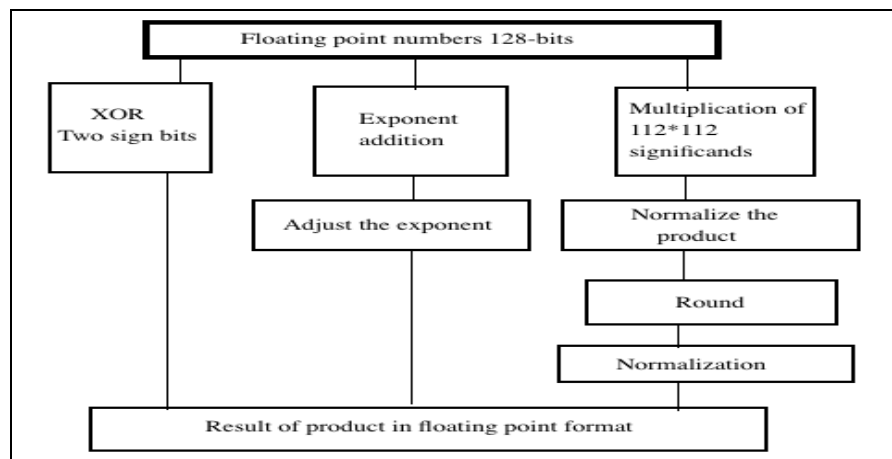 Floating point numbers 128-bits
XOR
Two sign bits
Exponent
addition
Multiplication of
112*112
significands
Adjust the exponent
Normalize the
product
Round
Normalization
Result of product in floating point format